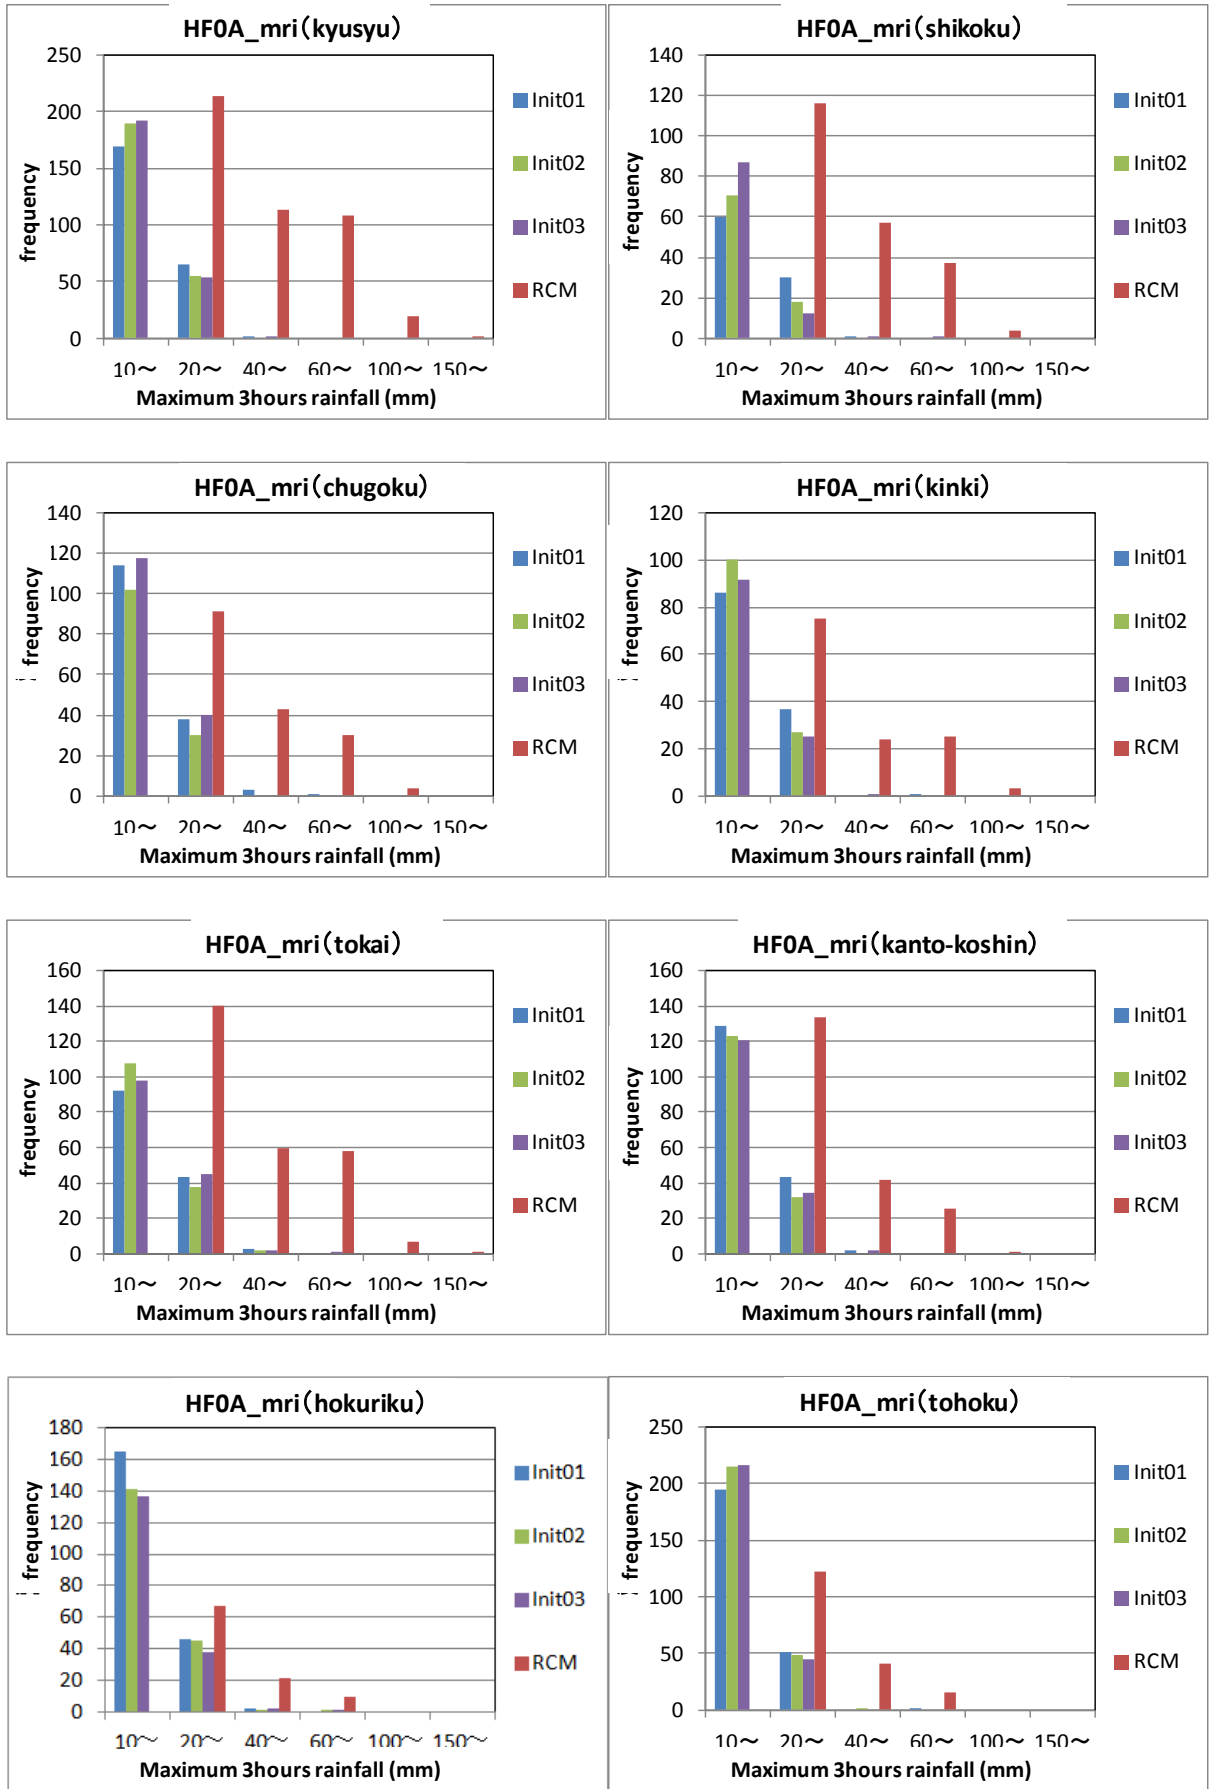 HF0A_mri（kyusyu）
250
200
150
100
50
0
frequency
10～ 20～ 40～ 60～ 100～ 150～
Maximum 3hours rainfall (mm)
Init01
Init02
Init03
RCM
HF0A_mri（shikoku）
140
120
100
80
60
40
20
0
frequency
10～ 20～ 40～ 60～ 100～ 150～
Maximum 3hours rainfall (mm)
Init01
Init02
Init03
RCM
HF0A_mri（chugoku）
140
120
100
80
60
40
20
0
frequency
10～ 20～ 40～ 60～ 100～ 150～
Maximum 3hours rainfall (mm)
Init01
Init02
Init03
RCM
HF0A_mri（kinki）
120
100
80
60
40
20
0
frequency
10～ 20～ 40～ 60～ 100～ 150～
Maximum 3hours rainfall (mm)
Init01
Init02
Init03
RCM
HF0A_mri（tokai）
160
140
120
100
80
60
40
20
0
frequency
10～ 20～ 40～ 60～ 100～ 150～
Maximum 3hours rainfall (mm)
Init01
Init02
Init03
RCM
HF0A_mri（kanto-koshin）
160
140
120
100
80
60
40
20
0
frequency
10～ 20～ 40～ 60～ 100～ 150～
Maximum 3hours rainfall (mm)
Init01
Init02
Init03
RCM
HF0A_mri（hokuriku）
180
160
140
120
100
80
60
40
20
0
frequency
10～ 20～ 40～ 60～ 100～ 150～
Maximum 3hours rainfall (mm)
Init01
Init02
Init03
RCM
HF0A_mri（tohoku）
250
200
150
100
50
0
frequency
10～ 20～ 40～ 60～ 100～ 150～
Maximum 3hours rainfall (mm)
Init01
Init02
Init03
RCM